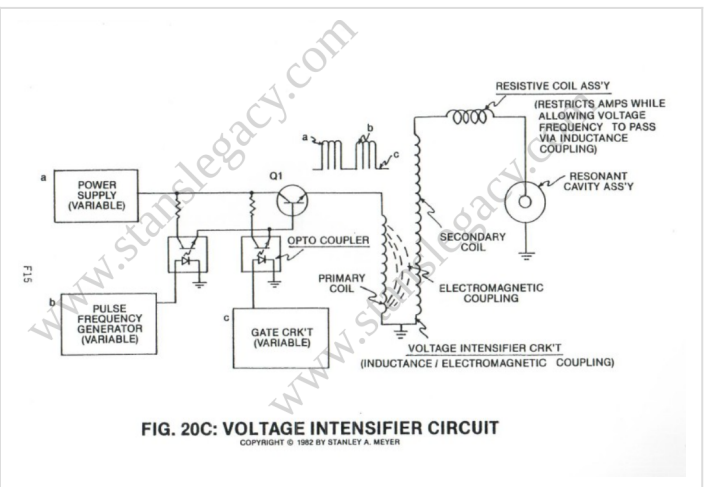 www.stanslegacy.com
www.stanslegacy.com
RESISTIVE COIL ASS'Y
(RESTRICTS AMPS WHILE
ALLOWING VOLTAGE
FREQUENCY TO PASS
VIA INDUCTANCE
COUPLING)
a
b
c
a
POWER
SUPPLY
(VARIABLE)
Q1
RESONANT
CAVITY ASS'Y
OPTO COUPLER
SECONDARY
COIL
PRIMARY
COIL
ELECTROMAGNETIC
COUPLING
F15
b
PULSE
FREQUENCY
GENERATOR
(VARIABLE)
c
GATE CRK'T
(VARIABLE)
VOLTAGE INTENSIFIER CRK'T
(INDUCTANCE / ELECTROMAGNETIC COUPLING)
FIG. 20C: VOLTAGE INTENSIFIER CIRCUIT
COPYRIGHT © 1982 BY STANLEY A. MEYER